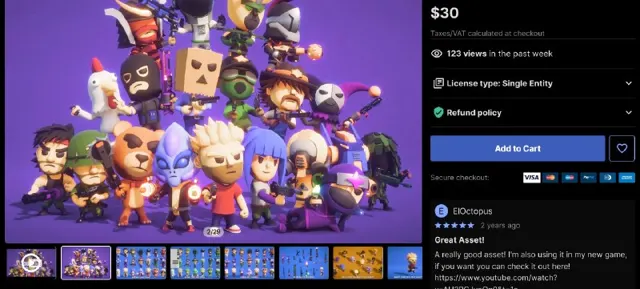 $30
Taxes/VAT calculated at checkout
123 views in the past week
License type: Single Entity
Refund policy
Add to Cart
Secure checkout:
VISA
2/29
E
ElOctopus
2 years ago
Great Asset!
A really good asset! I'm also using it in my new game,
if you want you can check it out here!
https://www.youtube.com/watch?